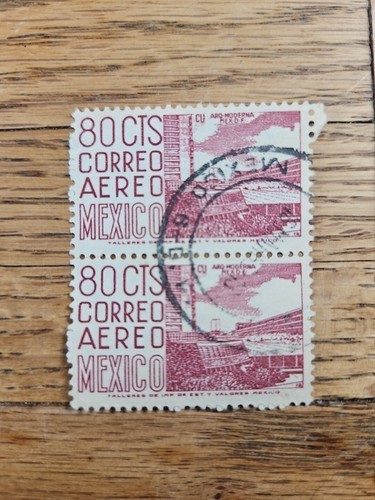 80 CTS
CU ARQ. MODERNA
MEX. D.F.
CORREO
AEREO
MEXICO
80 CTS
CU ARQ. MODERNA
CORREO
AEREO
MEXICO
TALLERES DE IMP. DE EST. Y VALORES MEXICO
MEXICO